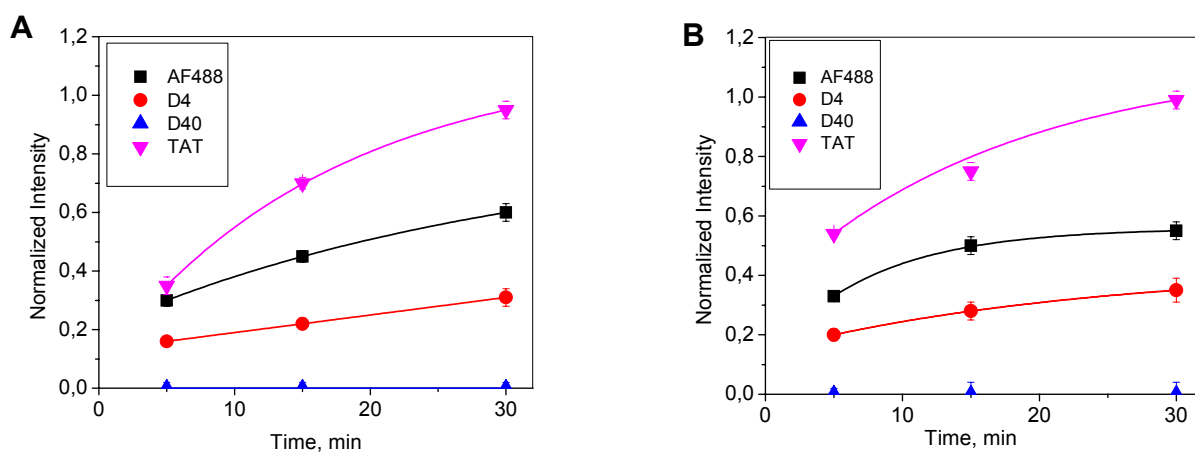 A
1,2
1,0
0,8
0,6
0,4
0,2
0,0
Normalized Intensity
AF488
D4
D40
TAT
0
10
20
30
Time, min
B
1,2
1,0
0,8
0,6
0,4
0,2
0,0
Normalized Intensity
AF488
D4
D40
TAT
0
10
20
30
Time, min